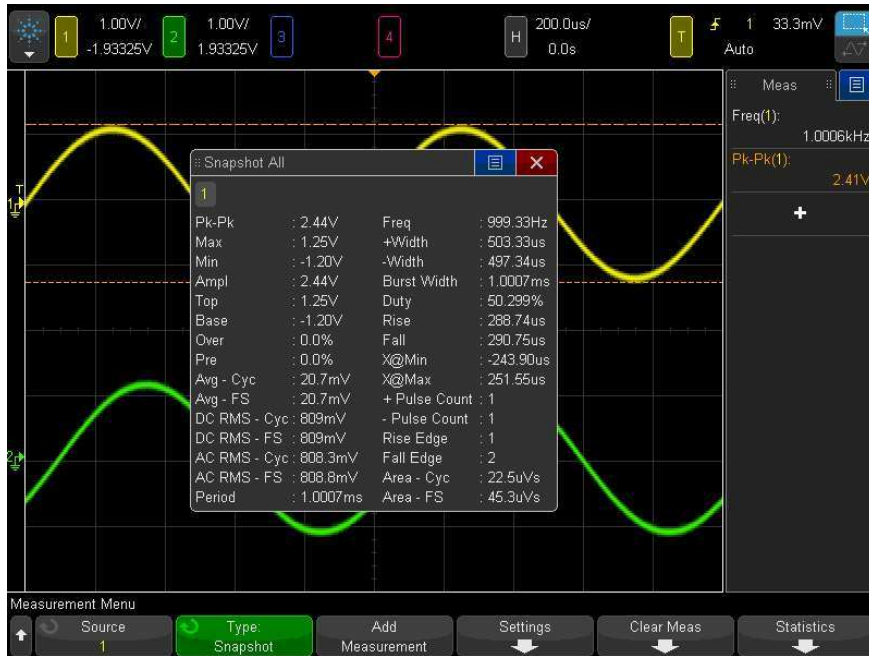 1 1.00V/ -1.93325V 2 1.00V/ 1.93325V 3 4 H 200.0us/ 0.0s T 1 33.3mV Auto
Meas
Freq(1):
1.0006kHz
Pk-Pk(1):
2.41V
+
T
1
2
Snapshot All
1
Pk-Pk : 2.44V Freq : 999.33Hz
Max : 1.25V +Width : 503.33us
Min : -1.20V -Width : 497.34us
Ampl : 2.44V Burst Width : 1.0007ms
Top : 1.25V Duty : 50.299%
Base : -1.20V Rise : 288.74us
Over : 0.0% Fall : 290.75us
Pre : 0.0% X@Min : -243.90us
Avg - Cyc : 20.7mV X@Max : 251.55us
Avg - FS : 20.7mV + Pulse Count : 1
DC RMS - Cyc : 809mV - Pulse Count : 1
DC RMS - FS : 809mV Rise Edge : 1
AC RMS - Cyc : 808.3mV Fall Edge : 2
AC RMS - FS : 808.8mV Area - Cyc : 22.5uVs
Period : 1.0007ms Area - FS : 45.3uVs
Measurement Menu
Source
1
Type:
Snapshot
Add
Measurement
Settings
Clear Meas
Statistics